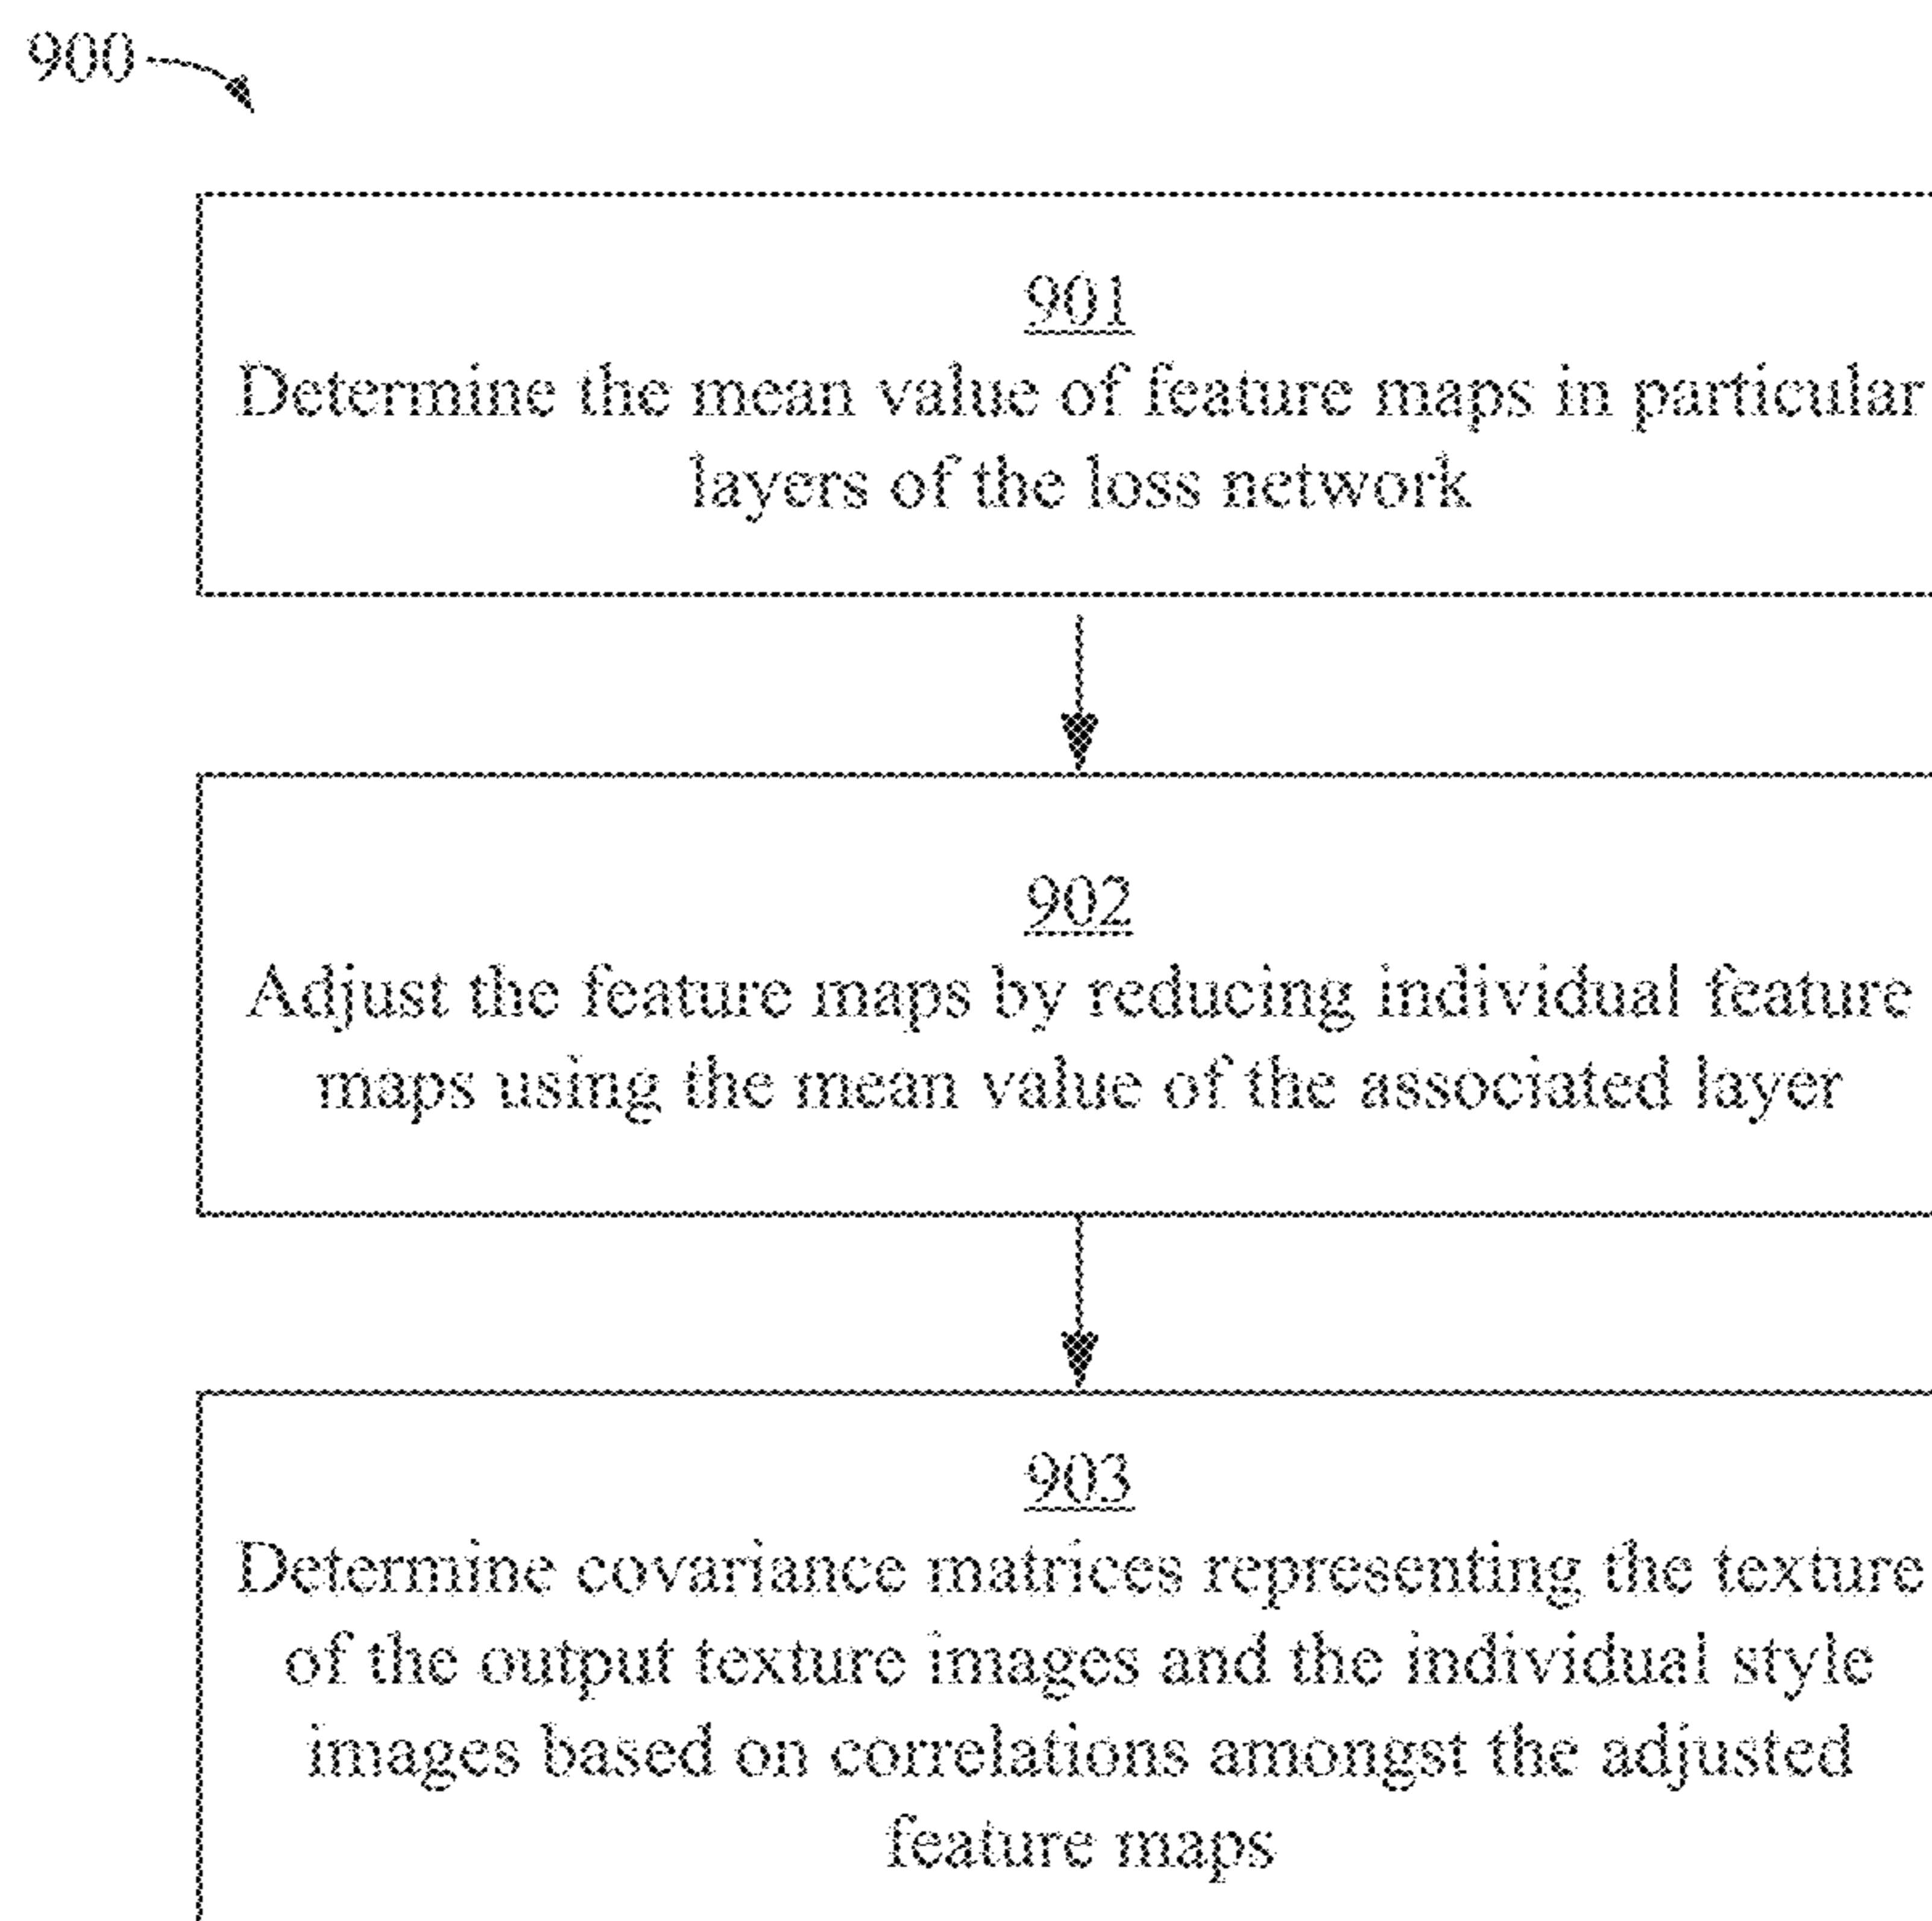 900
901
Determine the mean value of feature maps in particular
layers of the loss network
902
Adjust the feature maps by reducing individual feature
maps using the mean value of the associated layer
903
Determine covariance matrices representing the texture
of the output texture images and the individual style
images based on correlations amongst the adjusted
feature maps